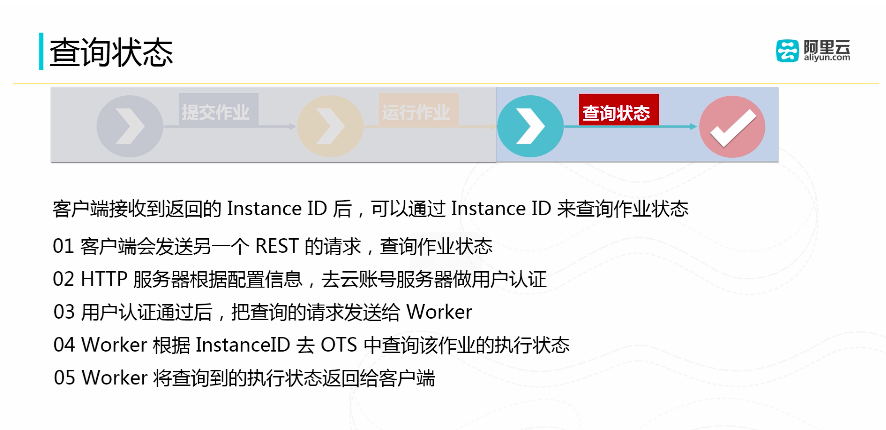 查询状态
阿里云
aliyun.com
提交作业
运行作业
查询状态
客户端接收到返回的 Instance ID 后，可以通过 Instance ID 来查询作业状态
01 客户端会发送另一个 REST 的请求，查询作业状态
02 HTTP 服务器根据配置信息，去云账号服务器做用户认证
03 用户认证通过后，把查询的请求发送给 Worker
04 Worker 根据 InstanceID 去 OTS 中查询该作业的执行状态
05 Worker 将查询到的执行状态返回给客户端